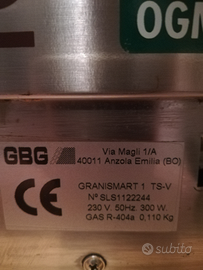 OGM
GBG
Via Magli 1/A
40011 Anzola Emilia (BO)
CE
GRANISMART 1 TS-V
N° SLS1122244
230 V. 50Hz. 300 W.
GAS R-404a 0,110 Kg
subito